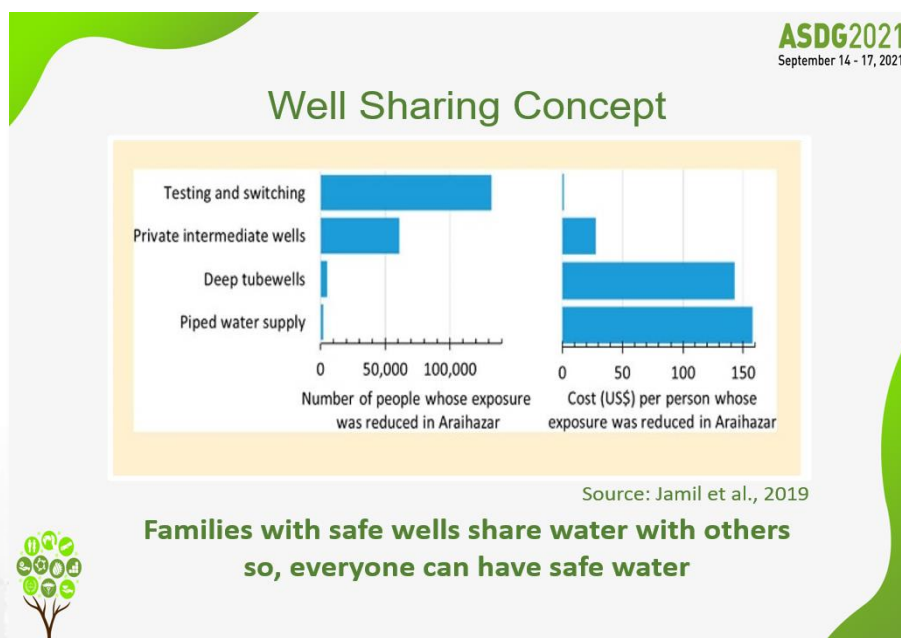 ASDG2021
September 14 - 17, 2021
Well Sharing Concept
Testing and switching
Private intermediate wells
Deep tubewells
Piped water supply
0 50,000 100,000
Number of people whose exposure
was reduced in Araihazar
0 50 100 150
Cost (US$) per person whose
exposure was reduced in Araihazar
Source: Jamil et al., 2019
Families with safe wells share water with others
so, everyone can have safe water